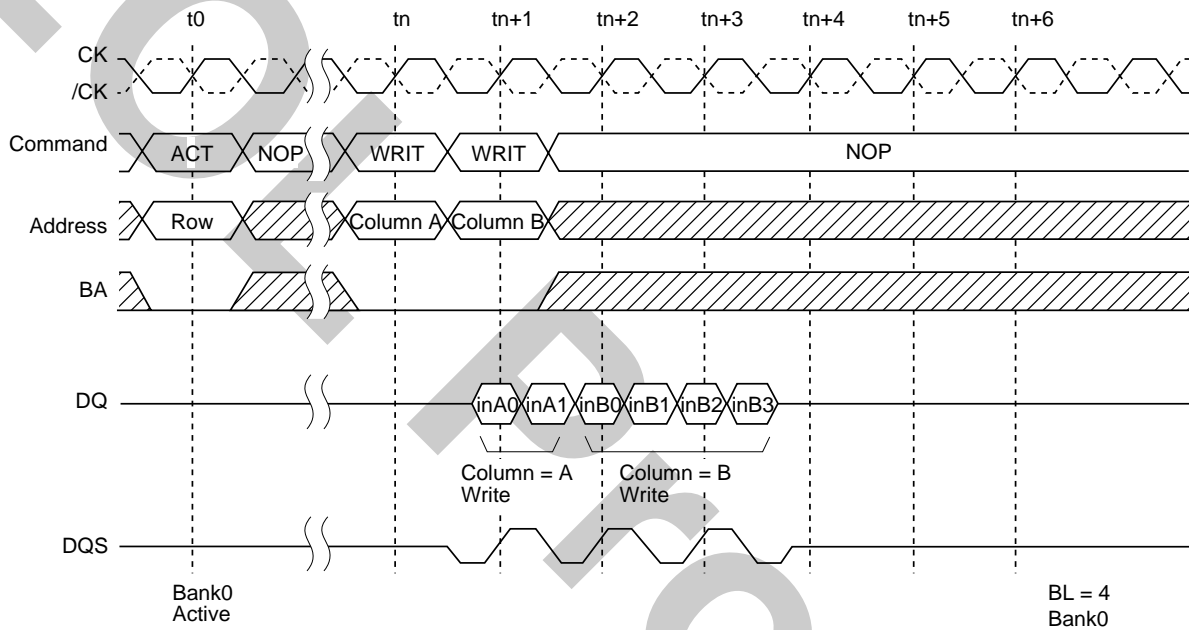 t0 tn tn+1 tn+2 tn+3 tn+4 tn+5 tn+6
CK
/CK
Command ACT NOP WRIT WRIT NOP
Address Row Column A Column B
BA
DQ inA0 inA1 inB0 inB1 inB2 inB3
Column = A Column = B
Write Write
DQS
Bank0 BL = 4
Active Bank0